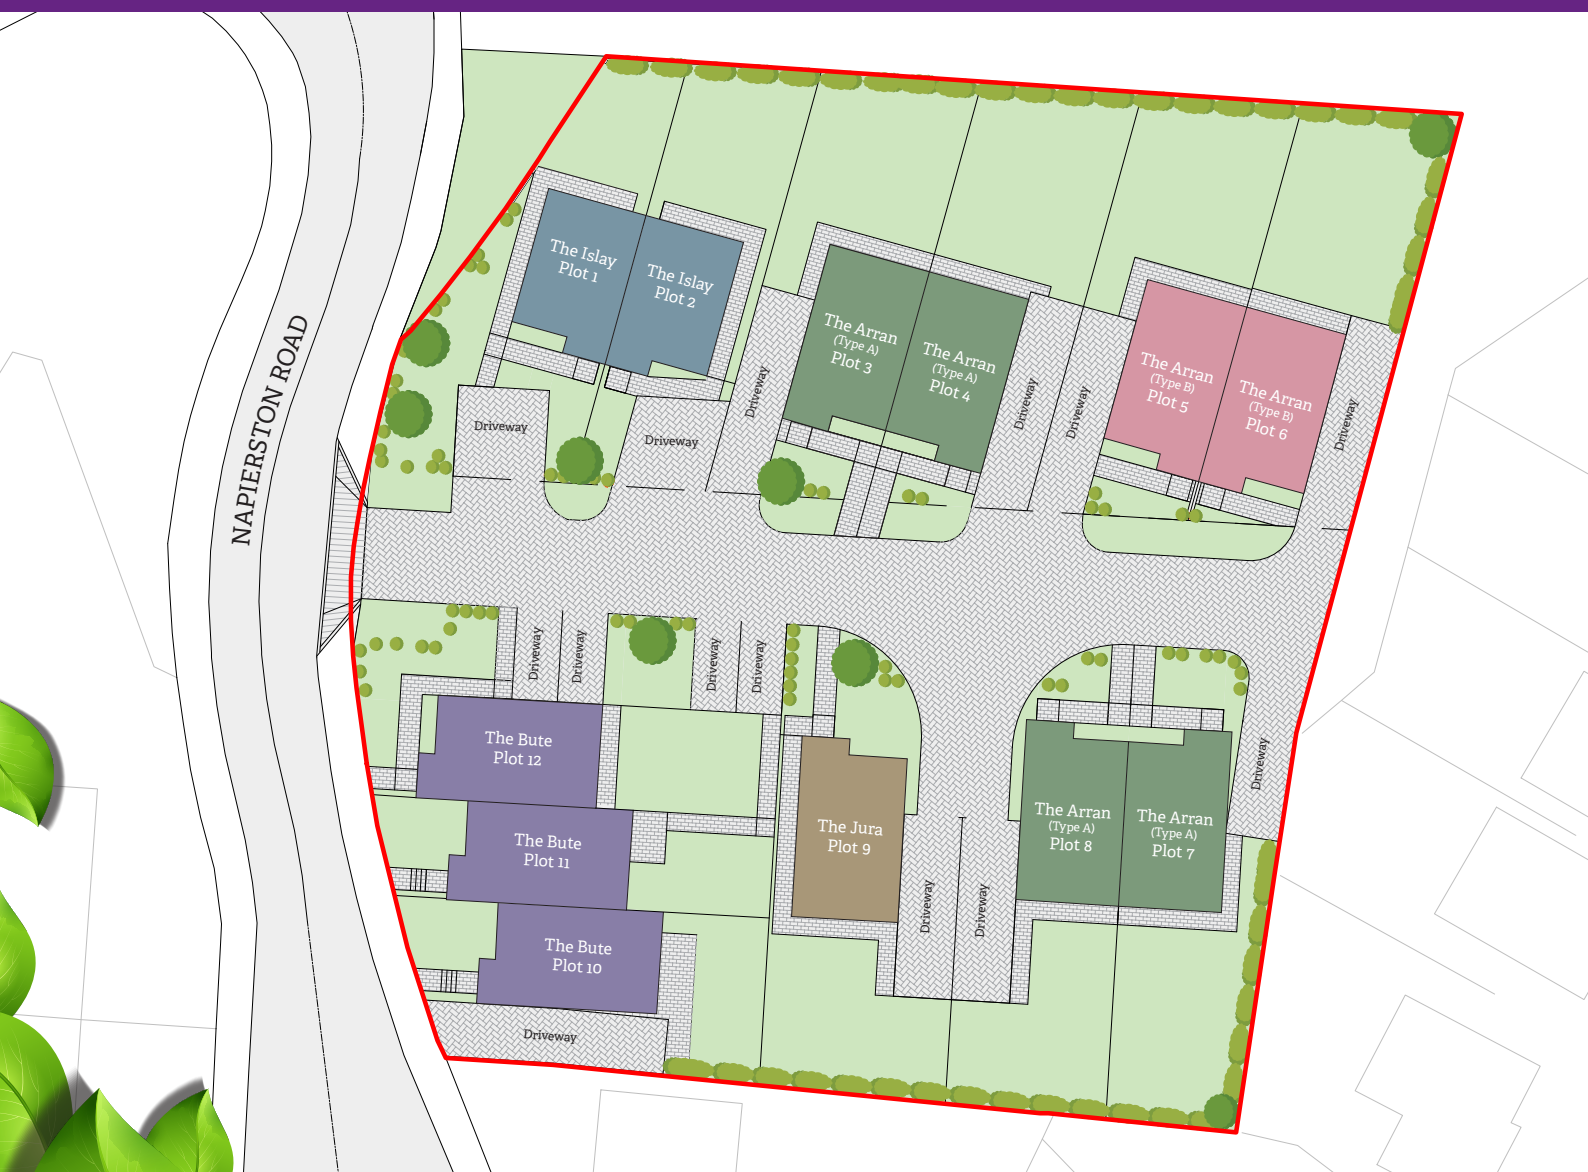 NAPIERSTON ROAD
The Islay
Plot 1
The Islay
Plot 2
The Arran
(Type A)
Plot 3
The Arran
(Type A)
Plot 4
The Arran
(Type B)
Plot 5
The Arran
(Type B)
Plot 6
Driveway
Driveway
Driveway
Driveway
Driveway
Driveway
Driveway
Driveway
Driveway
Driveway
The Bute
Plot 12
The Bute
Plot 11
The Bute
Plot 10
Driveway
The Jura
Plot 9
Driveway
Driveway
The Arran
(Type A)
Plot 8
The Arran
(Type A)
Plot 7
Driveway